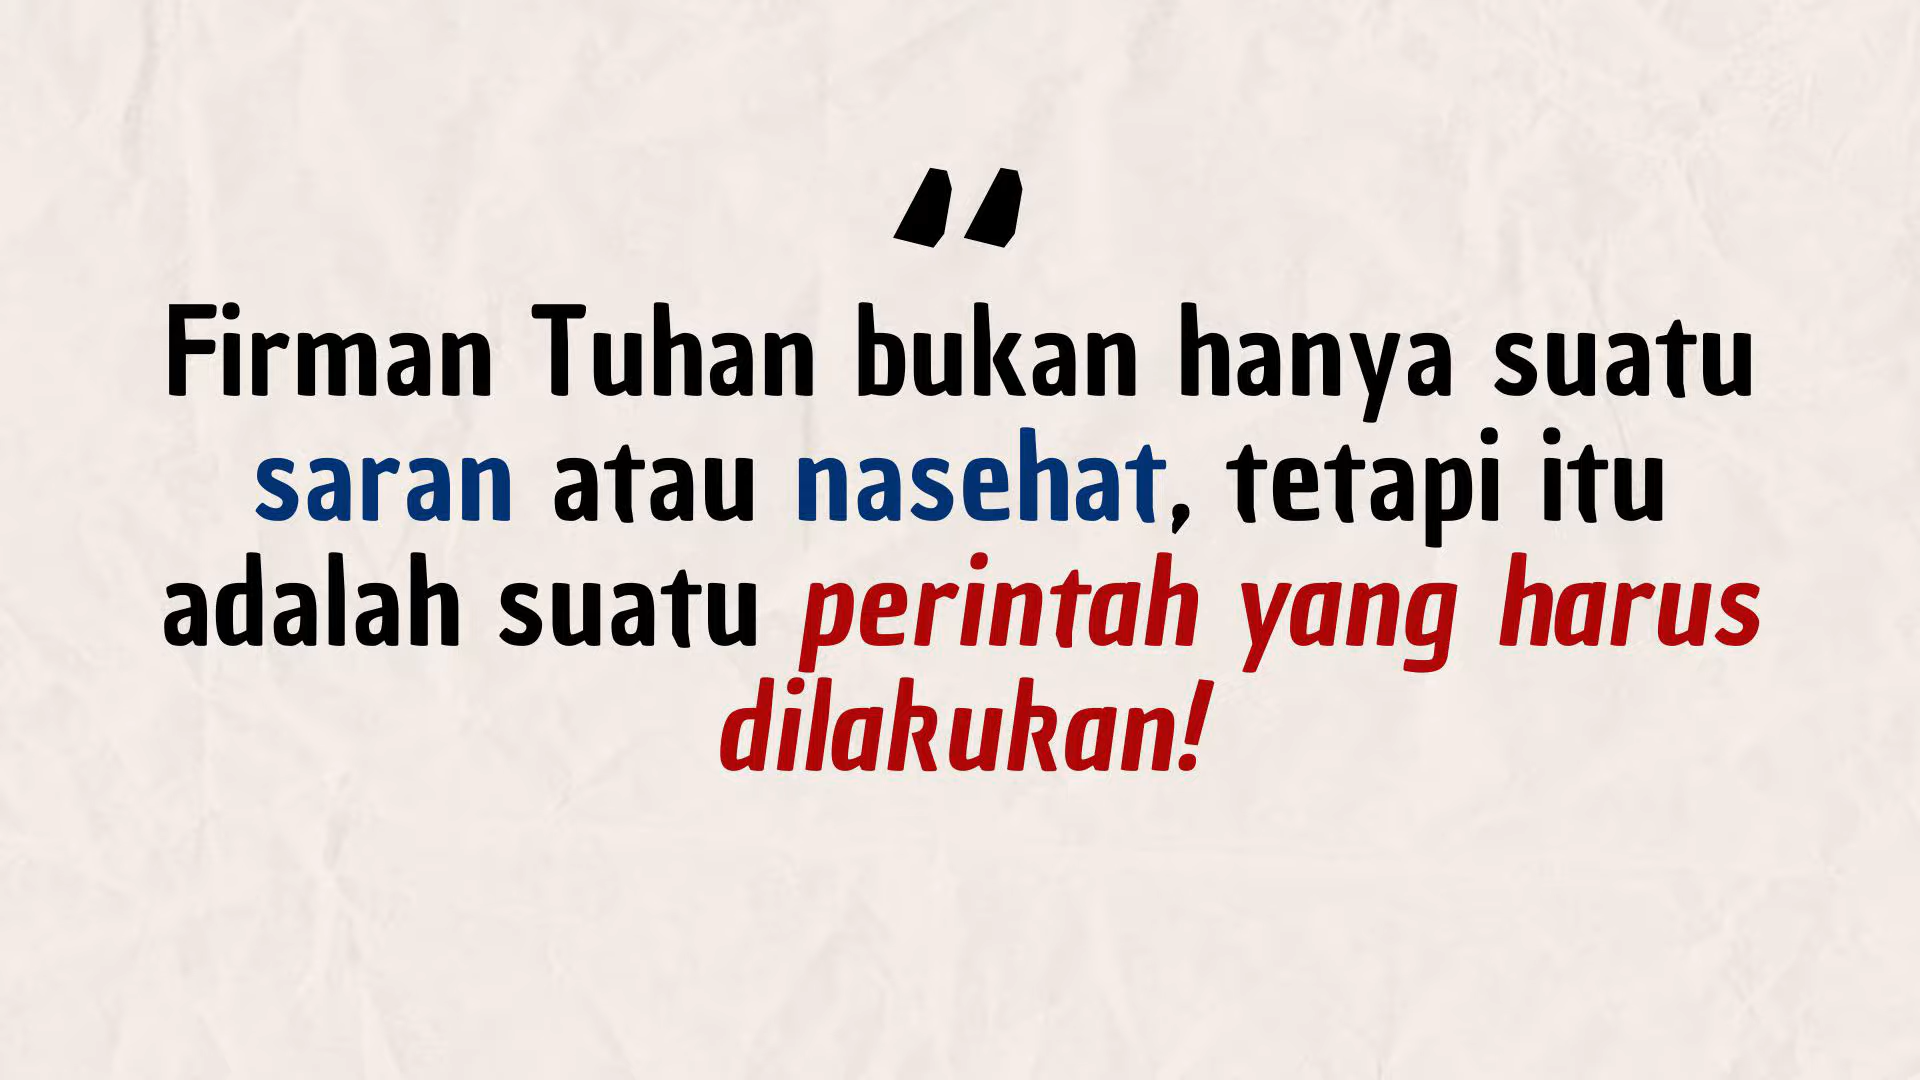 "
Firman Tuhan bukan hanya suatu
saran atau nasehat, tetapi itu
adalah suatu perintah yang harus
dilakukan!